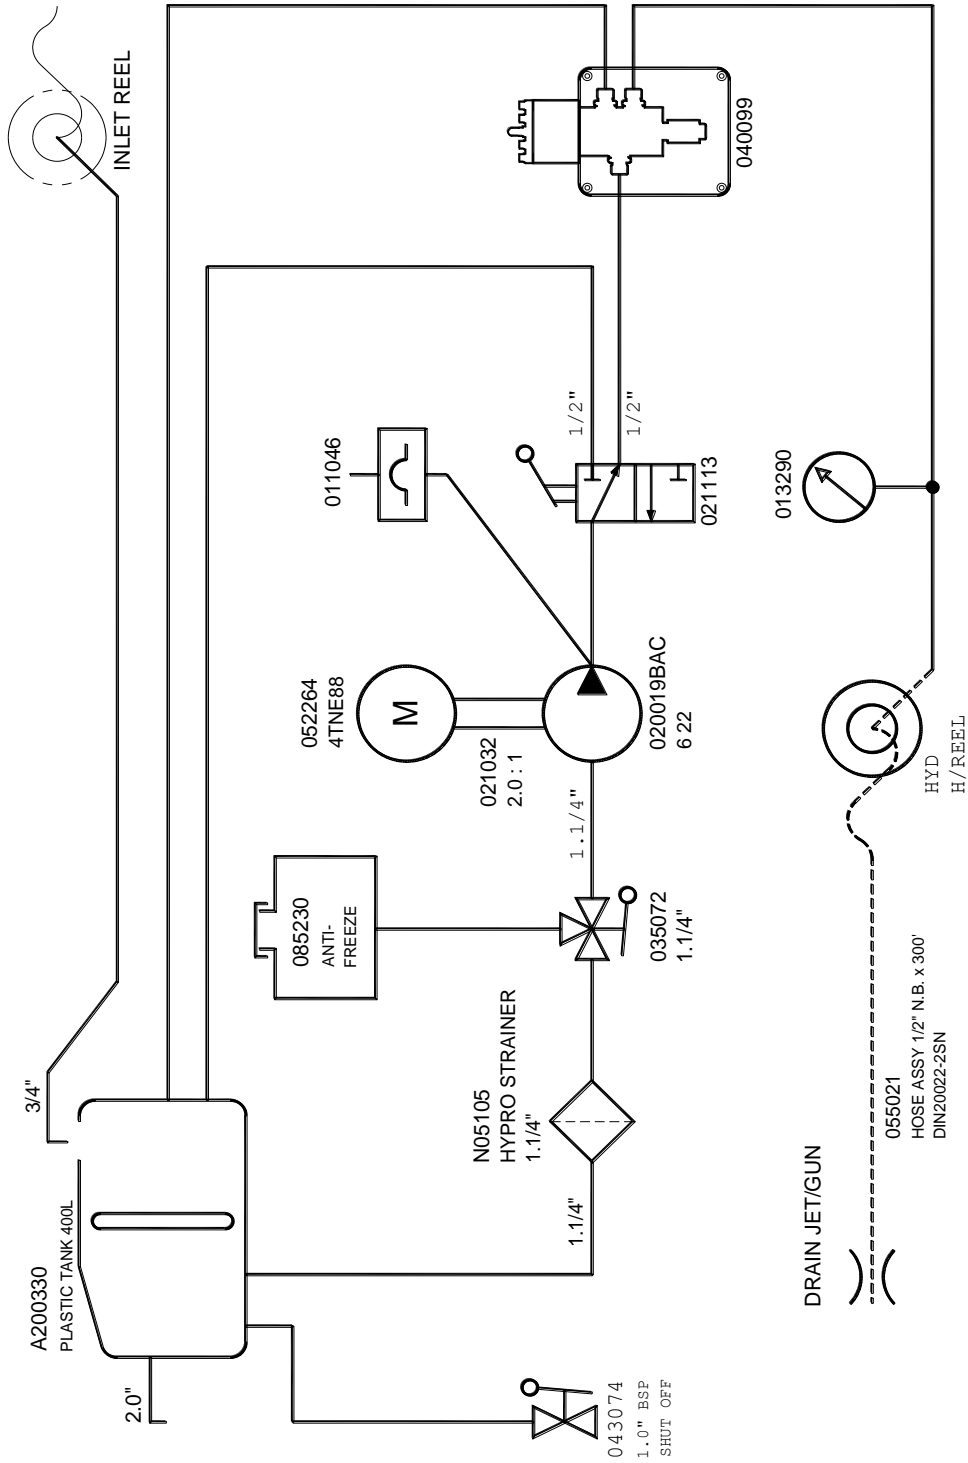 INLET REEL
3/4"
A200330
PLASTIC TANK 400L
2.0"
043074
1.0" BSP
SHUT OFF
1.1/4"
N05105
HYPRO STRAINER
1.1/4"
085230
ANTI-
FREEZE
035072
1.1/4"
1.1/4"
052264
4TNE88
M
021032
2.0 : 1
020019BAC
6 22
011046
021113
1/2"
1/2"
040099
013290
HYD
H/REEL
055021
HOSE ASSY 1/2" N.B. x 300'
DIN20022-2SN
DRAIN JET/GUN